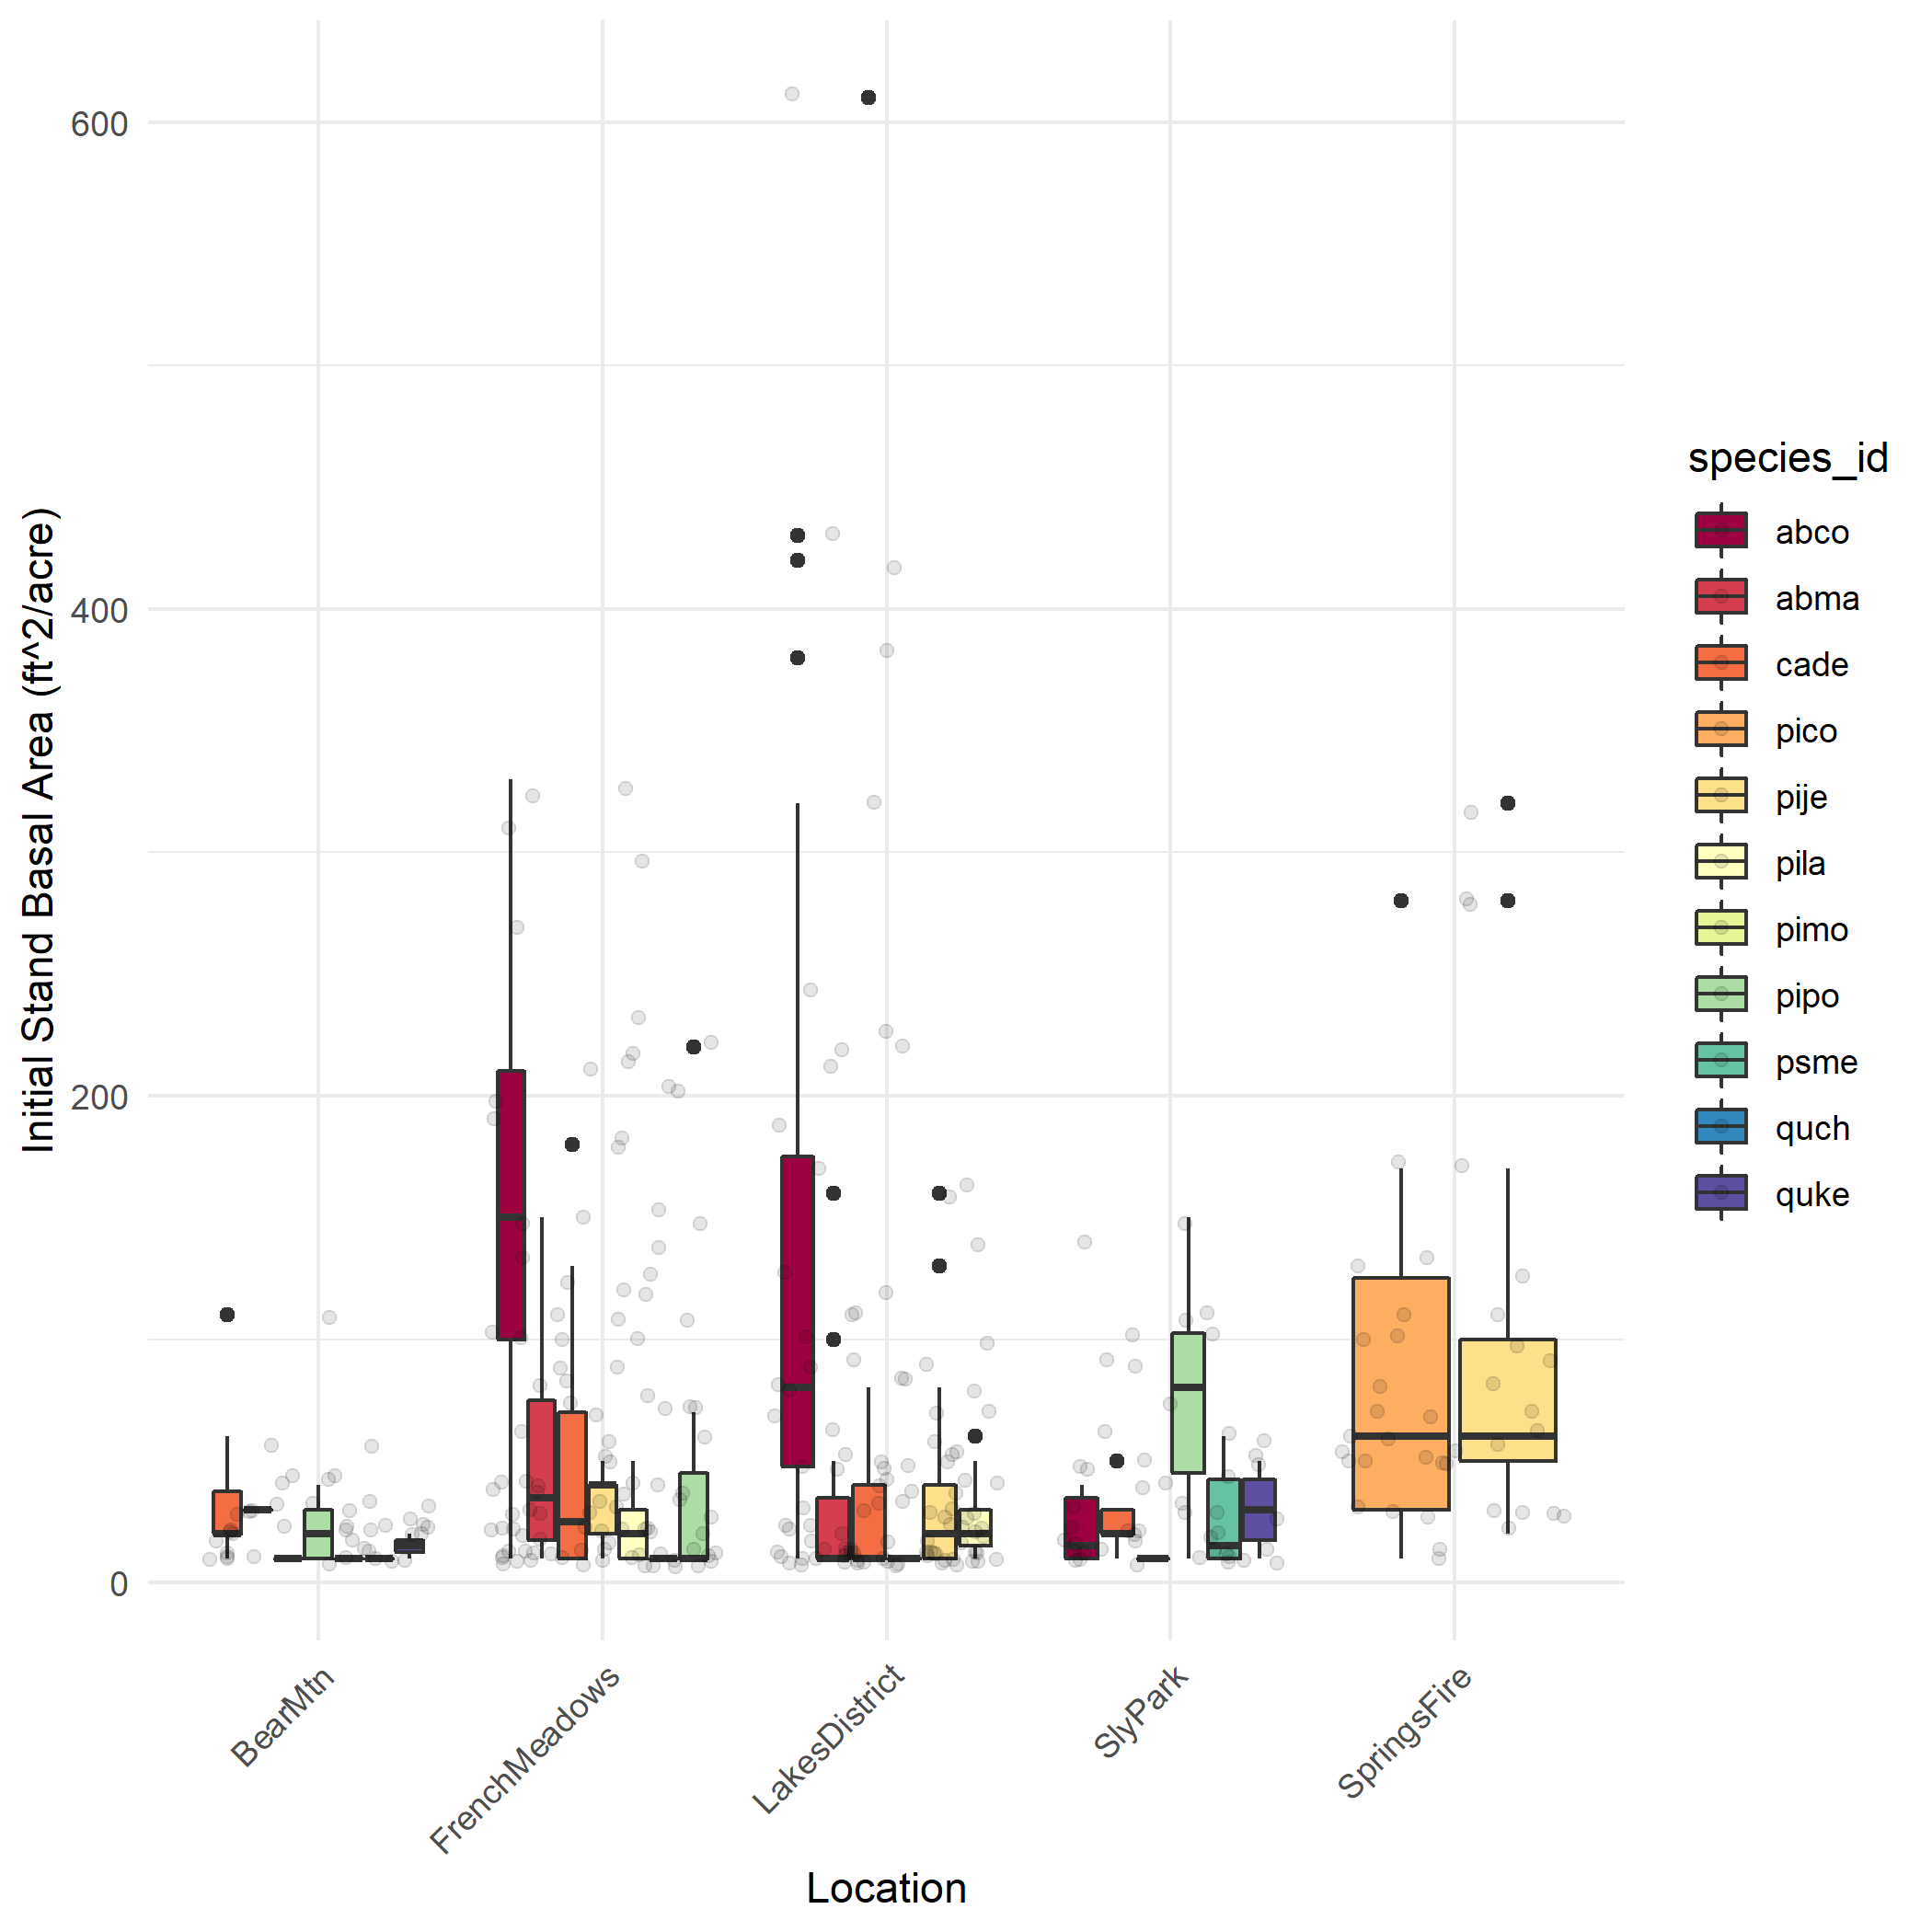 Initial Stand Basal Area (ft^2/acre)
600
400
200
0
BearMtn
FrenchMeadows
LakesDistrict
SlyPark
SpringsFire
Location
species_id
abco
abma
cade
pico
pije
pila
pimo
pipo
psme
quch
quke